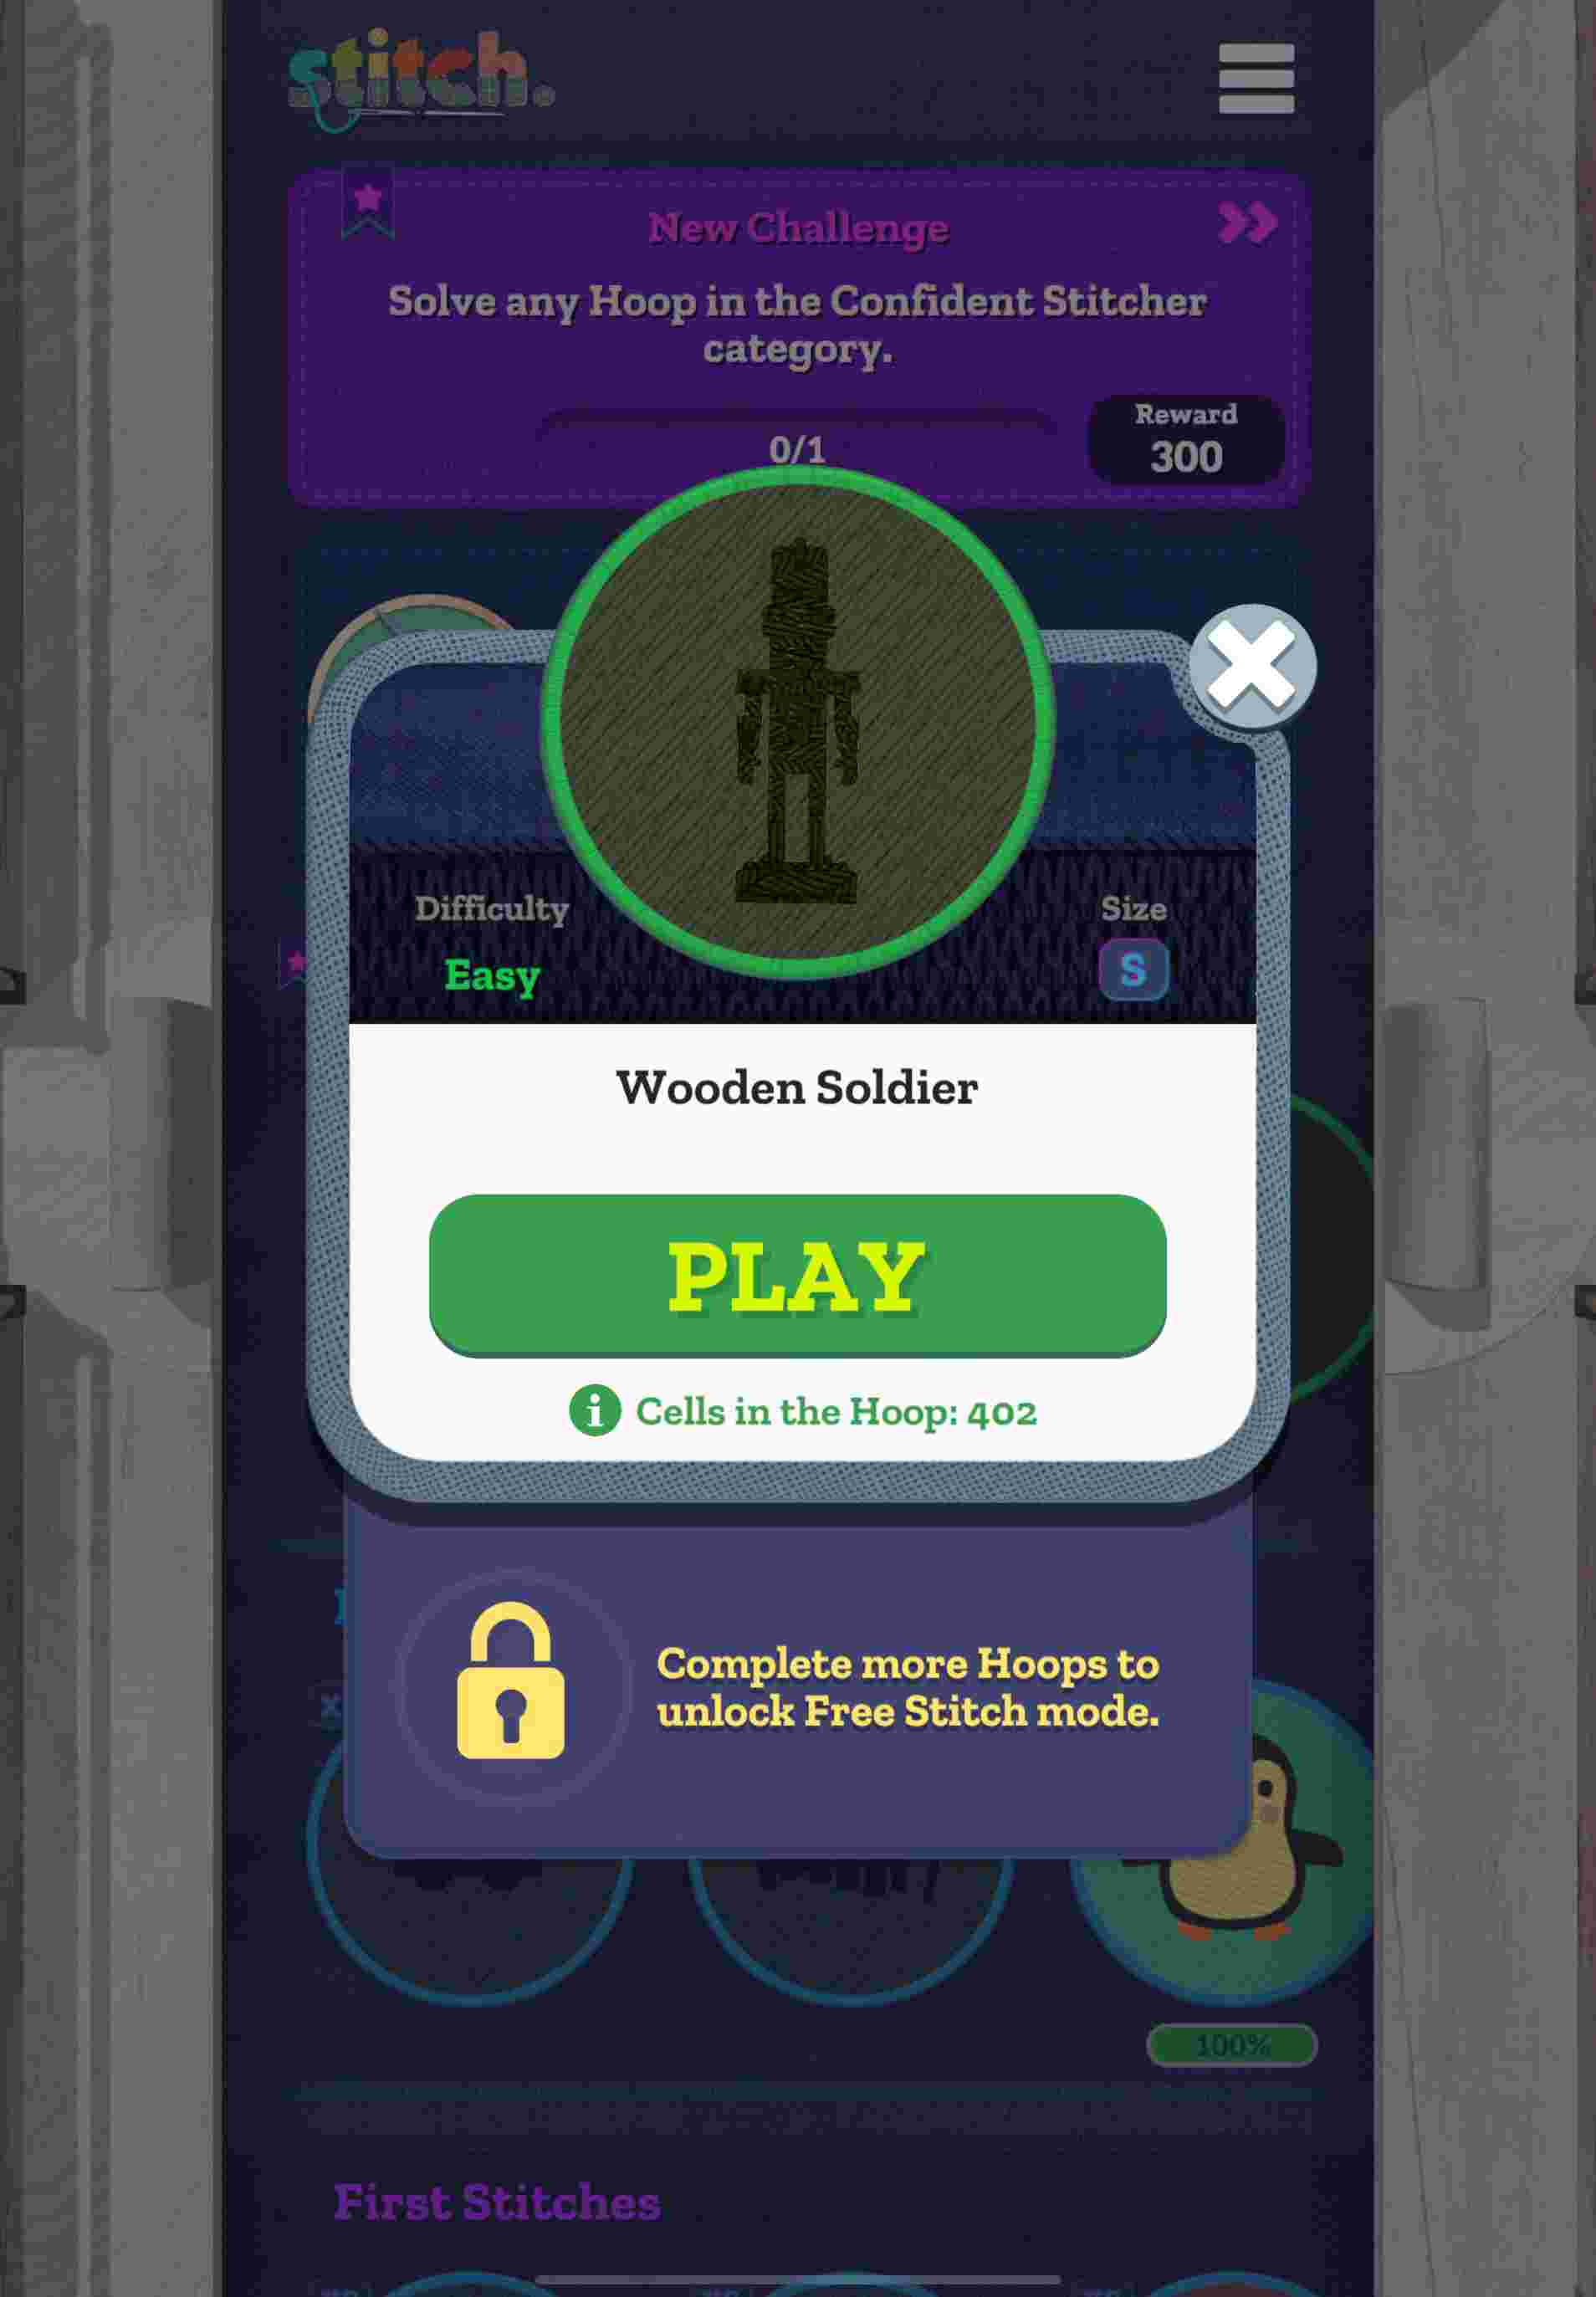 stitch.
New Challenge
Solve any Hoop in the Confident Stitcher
category.
Reward
0/1
300
Difficulty
Size
Easy
S
Wooden Soldier
PLAY
i Cells in the Hoop: 402
Complete more Hoops to
unlock Free Stitch mode.
100%
First Stitches